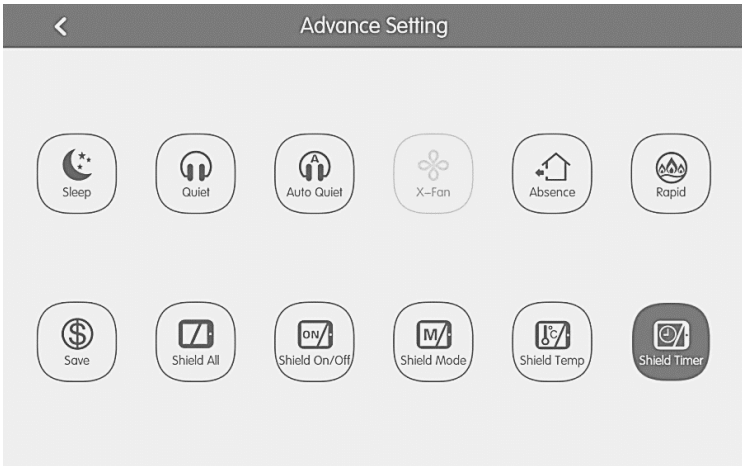 Advance Setting
Sleep
Quiet
A
Auto Quiet
X-Fan
Absence
Rapid
$
Save
Shield All
ON
Shield On/Off
M
Shield Mode
°C
Shield Temp
Shield Timer